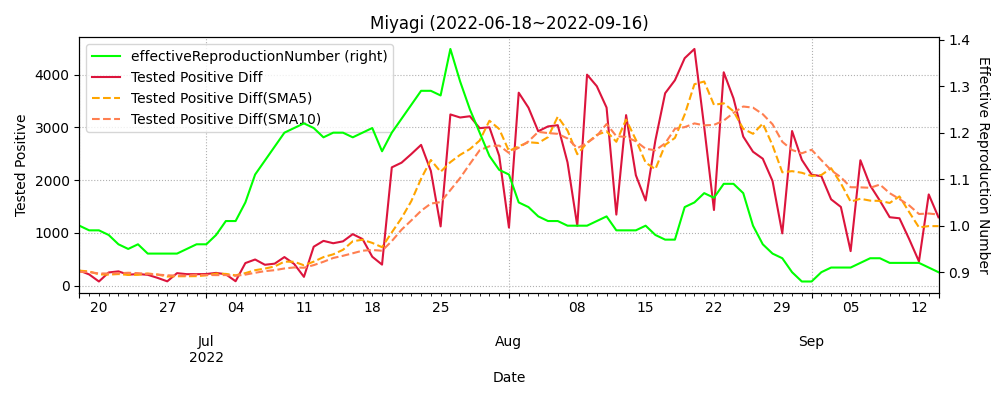 Miyagi (2022-06-18~2022-09-16)
effectiveReproductionNumber (right)
Tested Positive Diff
Tested Positive Diff(SMA5)
Tested Positive Diff(SMA10)
Tested Positive
4000
3000
2000
1000
0
Effective Reproduction Number
1.4
1.3
1.2
1.1
1.0
0.9
20 27 04 11 18 25 08 15 22 29 05 12
Jul Aug Sep
2022
Date